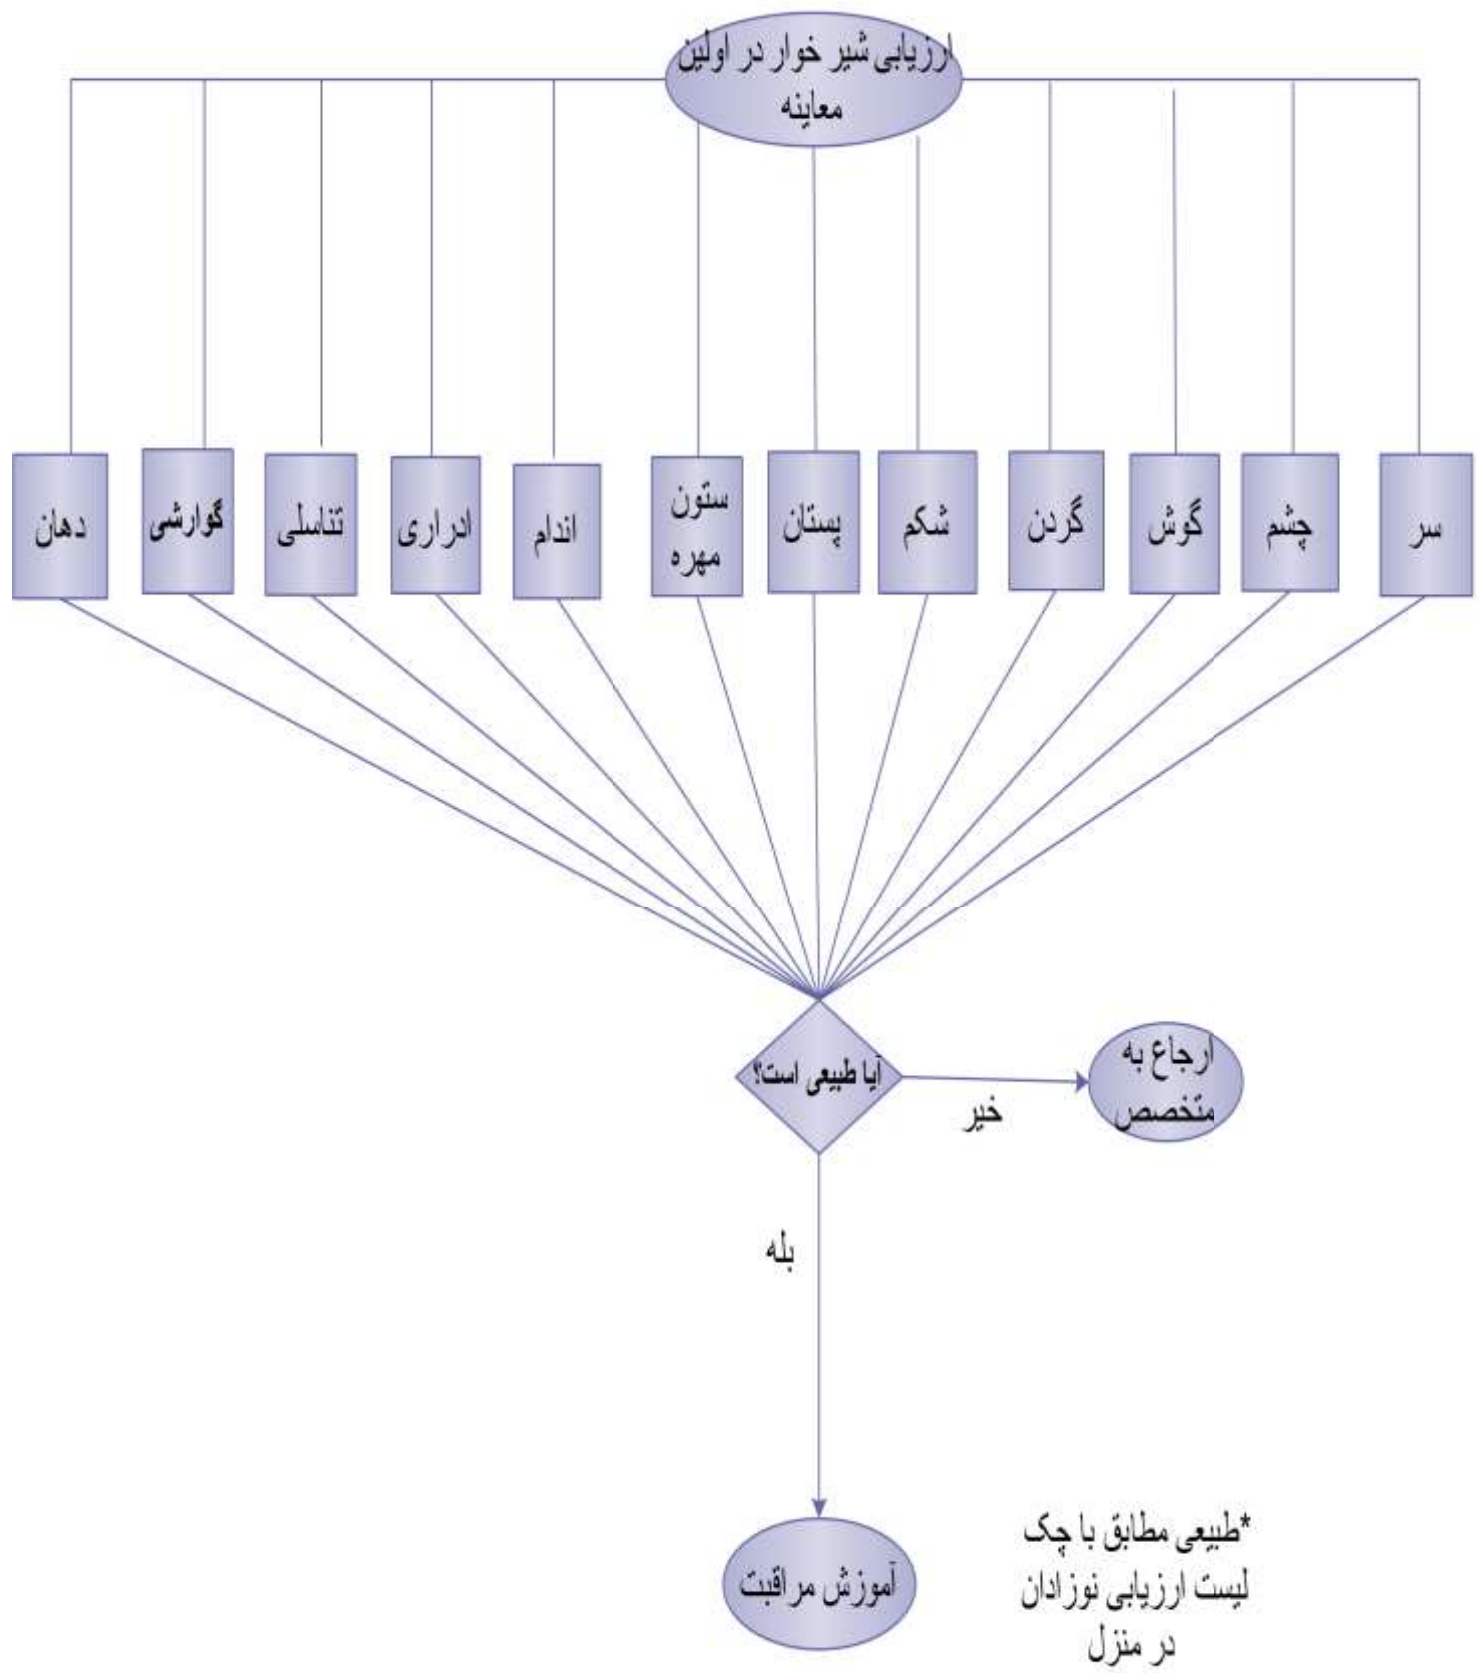 ارزیابی شیر خوار در اولین
معاینه
سر
چشم
گوش
گردن
شکم
پستان
ستون
مهره
اندام
ادراری
تناسلی
گوارشی
دهان
آیا طبیعی است؟
خیر
ارجاع به
متخصص
بله
آموزش مراقبت
*طبیعی مطابق با چک
لیست ارزیابی نوزادان
در منزل